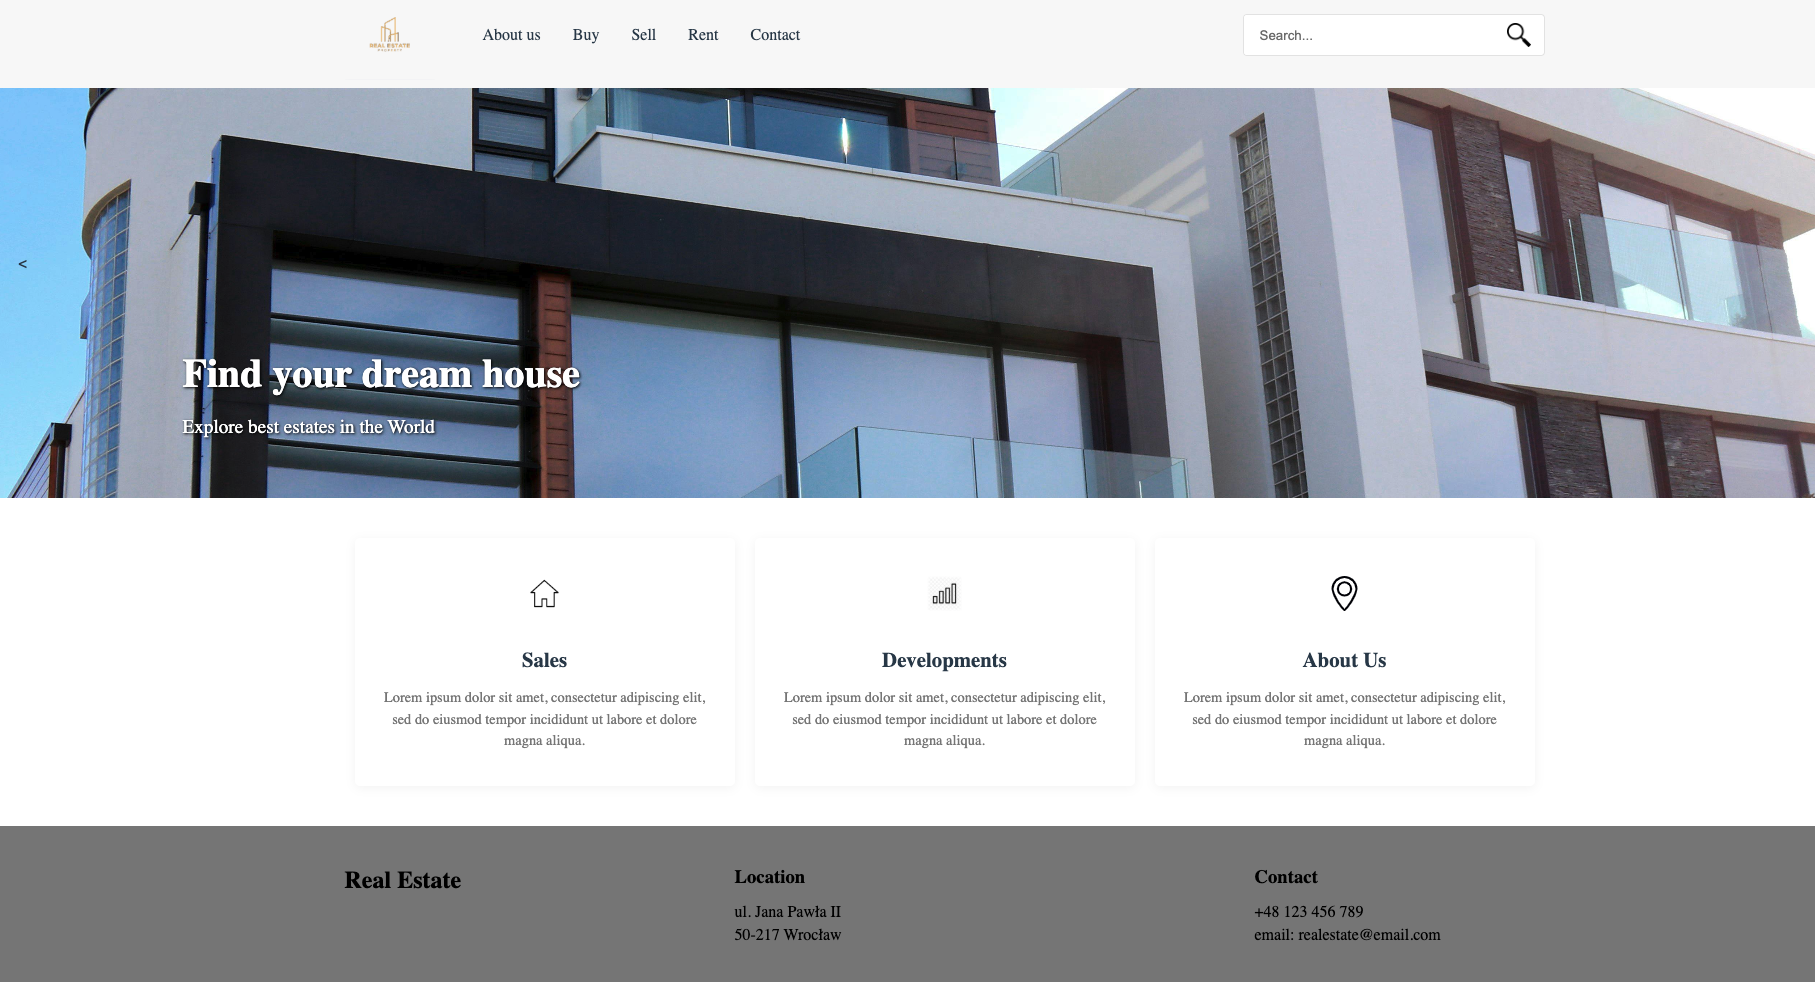 REAL ESTATE
About us
Buy
Sell
Rent
Contact
Search...
<
Find your dream house
Explore best estates in the World
Sales
Lorem ipsum dolor sit amet, consectetur adipiscing elit,
sed do eiusmod tempor incididunt ut labore et dolore
magna aliqua.
Developments
Lorem ipsum dolor sit amet, consectetur adipiscing elit,
sed do eiusmod tempor incididunt ut labore et dolore
magna aliqua.
About Us
Lorem ipsum dolor sit amet, consectetur adipiscing elit,
sed do eiusmod tempor incididunt ut labore et dolore
magna aliqua.
Real Estate
Location
ul. Jana Pawła II
50-217 Wrocław
Contact
+48 123 456 789
email: realestate@email.com